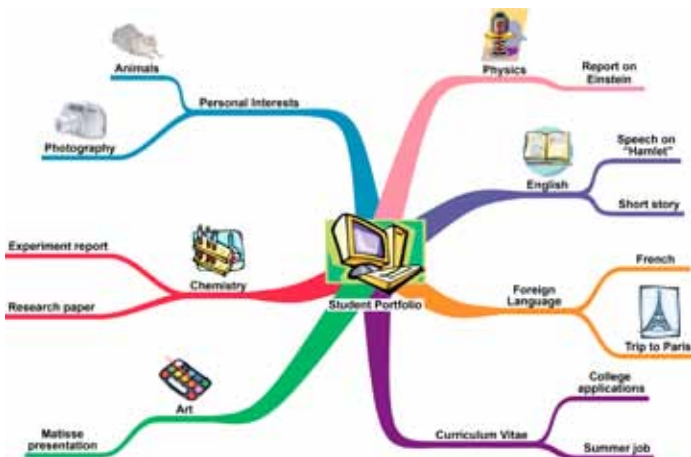 Animals
Personal Interests
Photography
Physics
Report on
Einstein
Speech on
"Hamlet"
English
Short story
Experiment report
Research paper
Chemistry
Student Portfolio
Foreign
Language
French
Trip to Paris
Art
Matisse
presentation
College
applications
Curriculum Vitae
Summer job